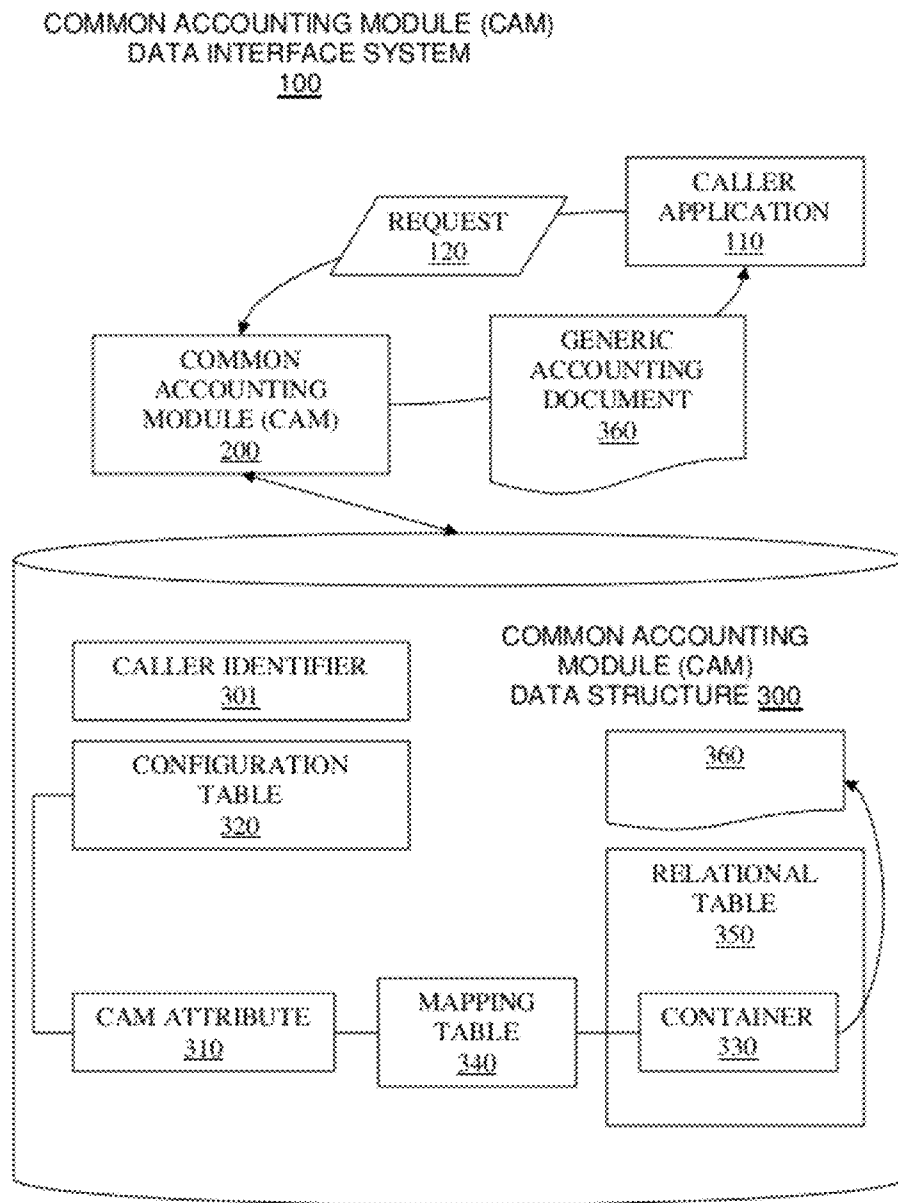 COMMON ACCOUNTING MODULE (CAM)
DATA INTERFACE SYSTEM
100
CALLER
APPLICATION
110
REQUEST
120
COMMON
ACCOUNTING
MODULE (CAM)
200
GENERIC
ACCOUNTING
DOCUMENT
360
COMMON ACCOUNTING
MODULE (CAM)
DATA STRUCTURE 300
CALLER IDENTIFIER
301
CONFIGURATION
TABLE
320
360
RELATIONAL
TABLE
350
CAM ATTRIBUTE
310
MAPPING
TABLE
340
CONTAINER
330